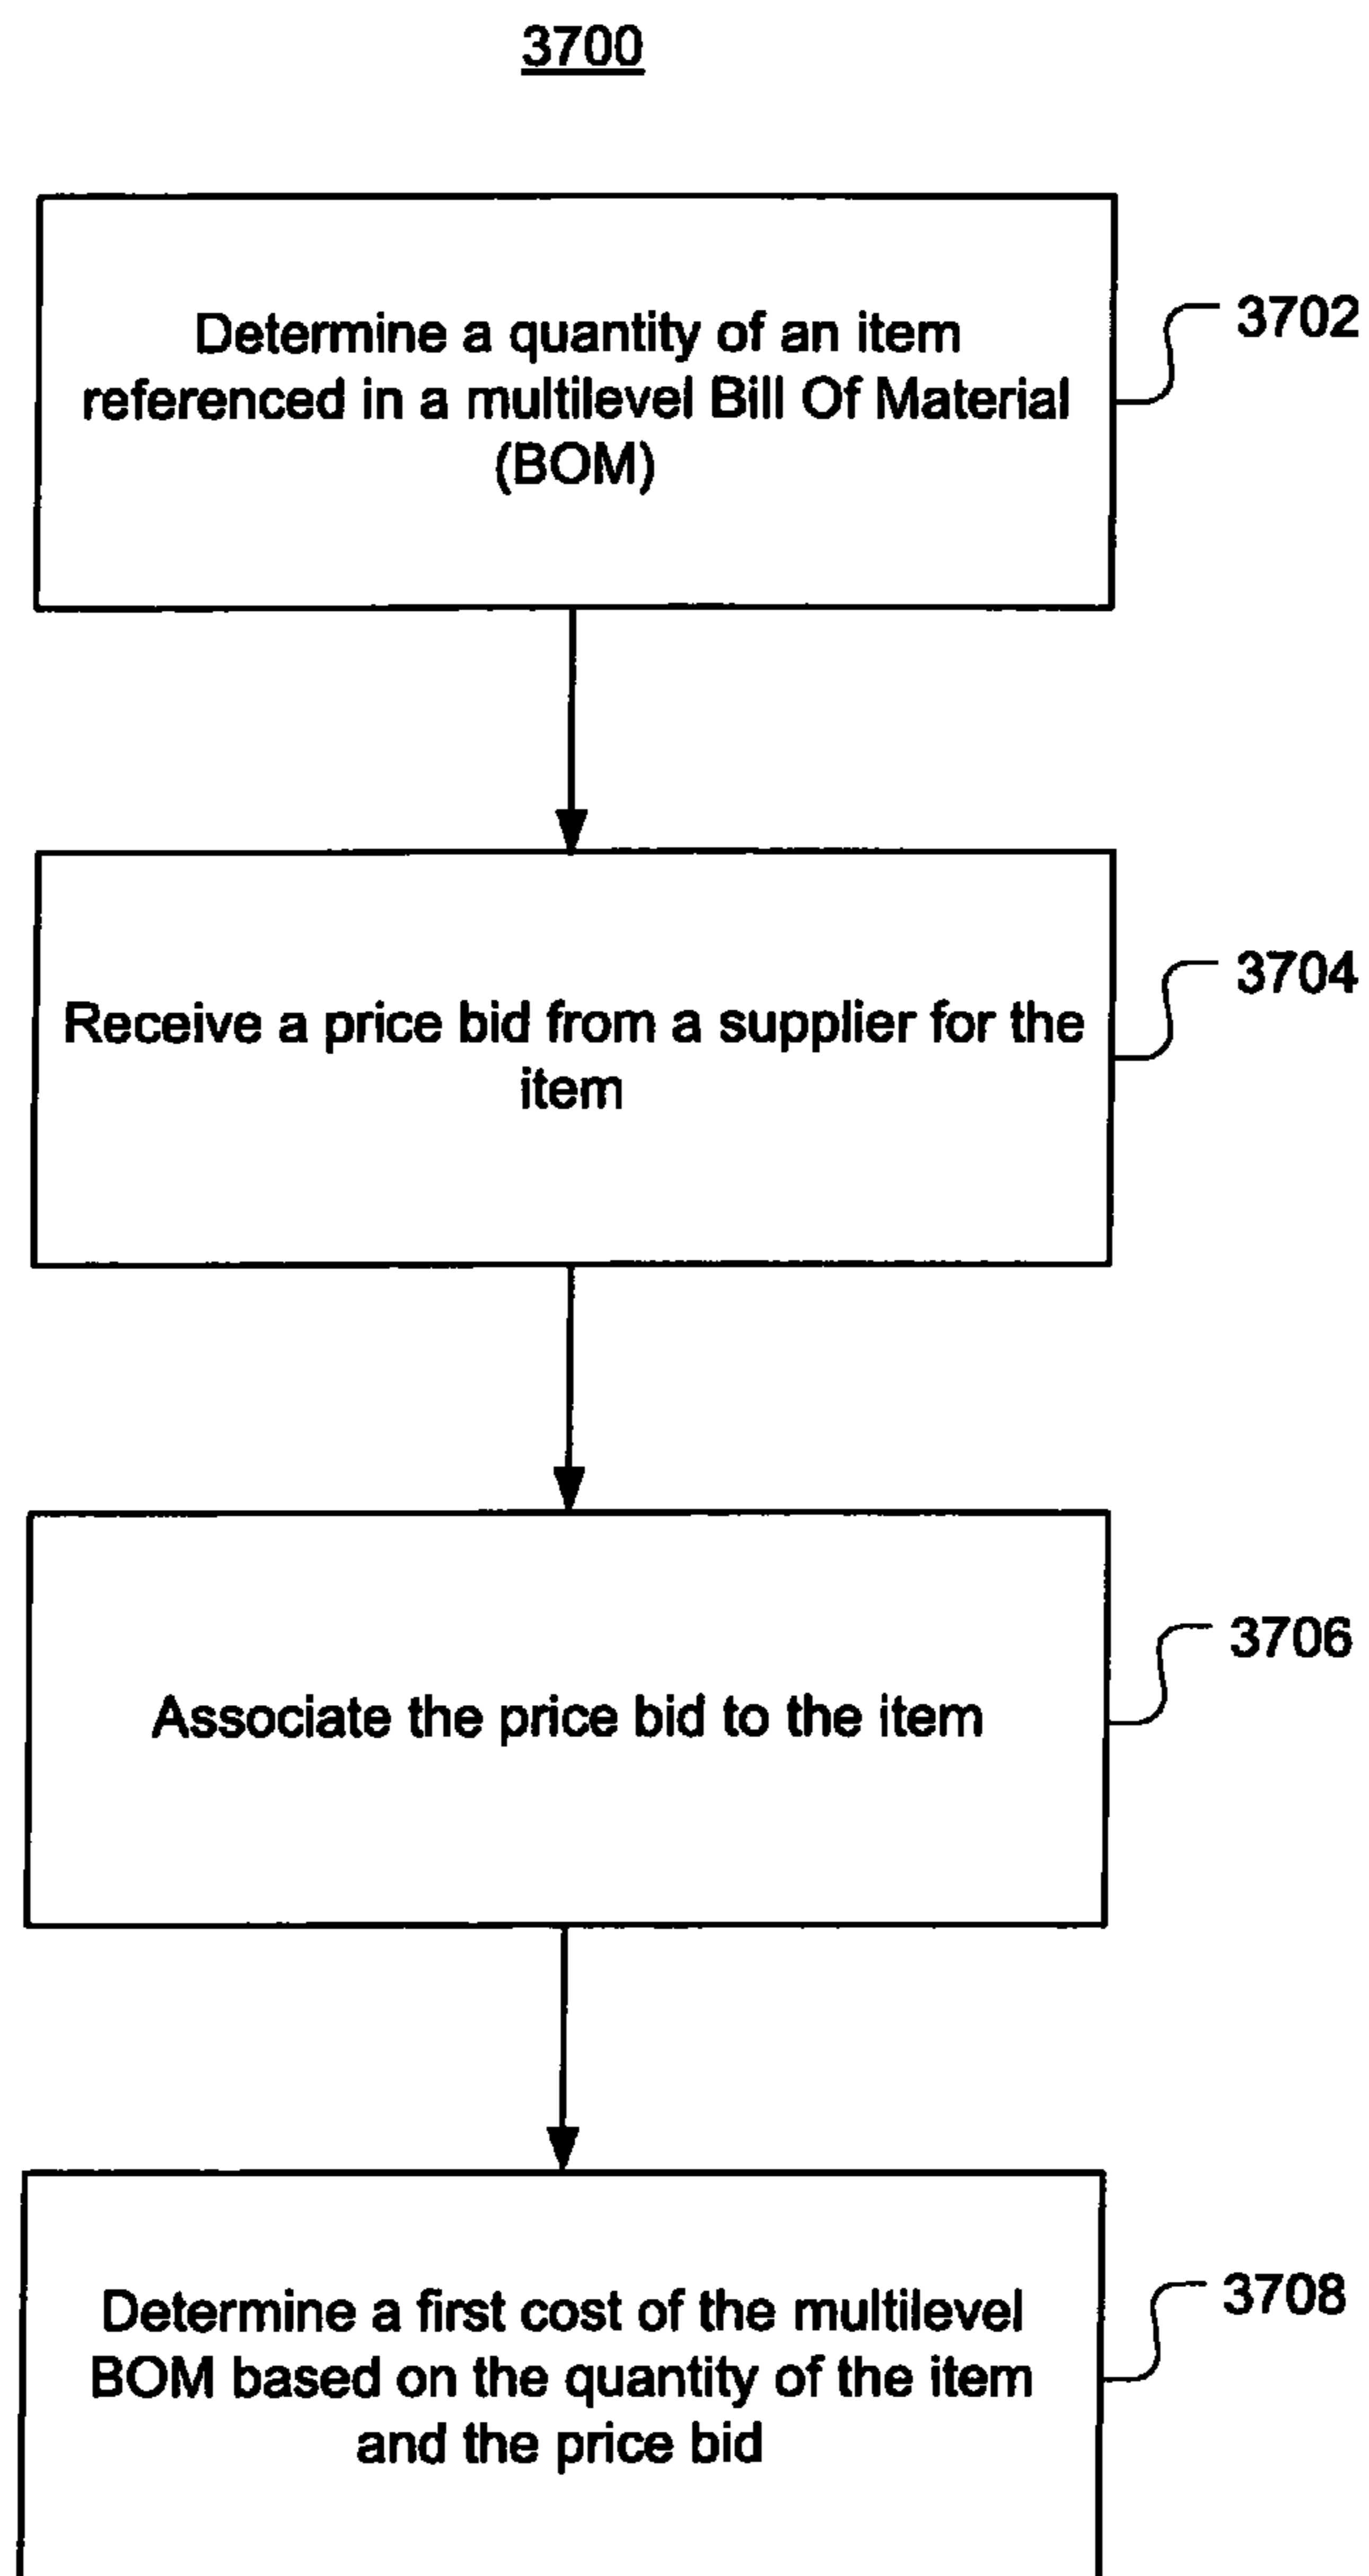 3700
Determine a quantity of an item
referenced in a multilevel Bill Of Material
(BOM)
3702
Receive a price bid from a supplier for the
item
3704
Associate the price bid to the item
3706
Determine a first cost of the multilevel
BOM based on the quantity of the item
and the price bid
3708